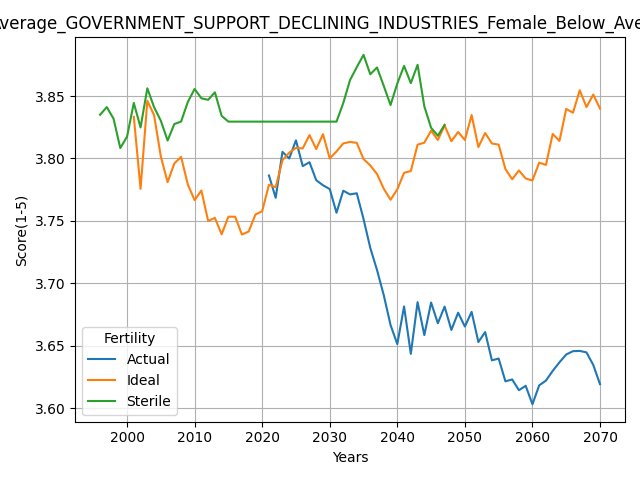 Average_GOVERNMENT_SUPPORT_DECLINING_INDUSTRIES_Female_Below_Ave
Score(1-5)
3.85
3.80
3.75
3.70
3.65
3.60
Fertility
Actual
Ideal
Sterile
2000 2010 2020 2030 2040 2050 2060 2070
Years